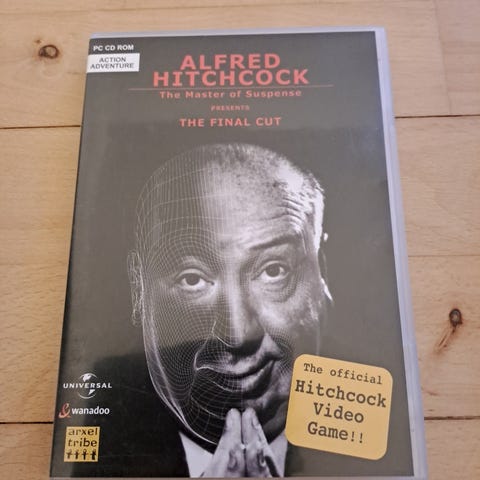 PC CD ROM
ACTION
ADVENTURE
ALFRED
HITCHCOCK
The Master of Suspense
PRESENTS
THE FINAL CUT
UNIVERSAL
& wanadoo
arxel
tribe
The official
Hitchcock
Video
Game!!